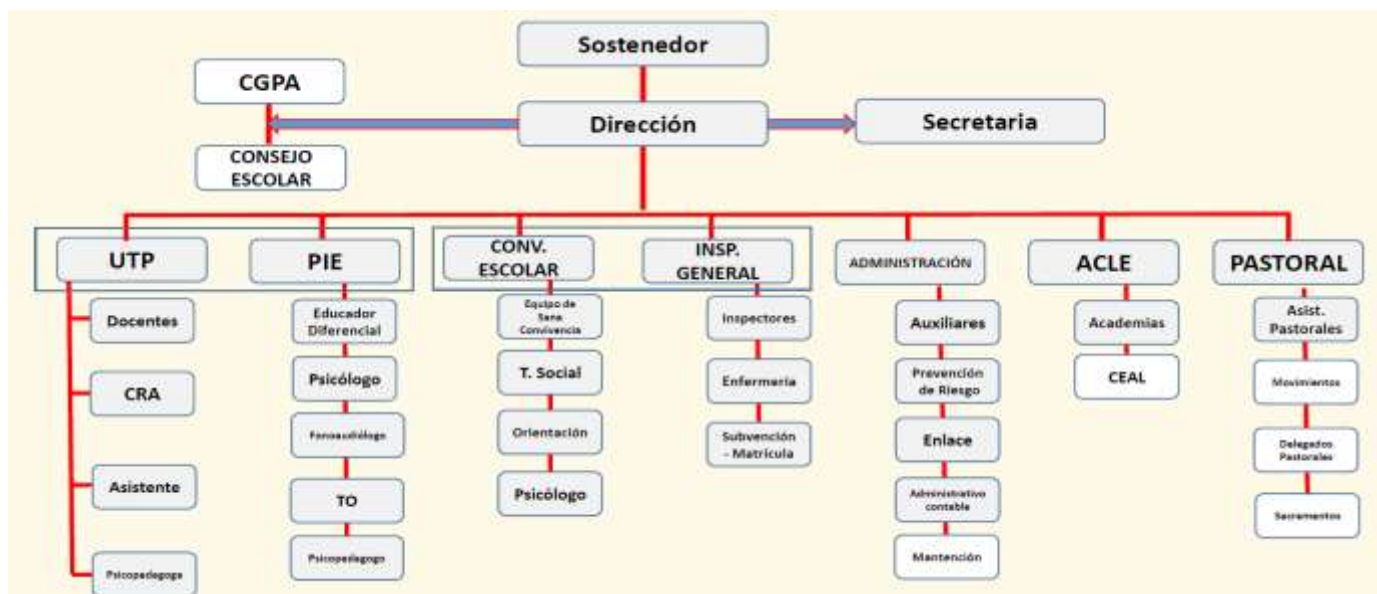 Sostenedor
CGPA
Dirección
Secretaria
CONSEJO
ESCOLAR
UTP
PIE
CONV.
ESCOLAR
INSP.
GENERAL
ADMINISTRACIÓN
ACLE
PASTORAL
Docentes
CRA
Asistente
Psicopedagoga
Educador
Diferencial
Psicólogo
Fonoaudiólogo
TO
Psicopedagogo
Equipo de
Sana
Convivencia
T. Social
Orientación
Psicólogo
Inspectores
Enfermería
Subvención
- Matrícula
Auxiliares
Prevención
de Riesgo
Enlace
Administrativo
contable
Mantención
Academias
CEAL
Asist.
Pastorales
Movimientos
Delegados
Pastorales
Sacramentos